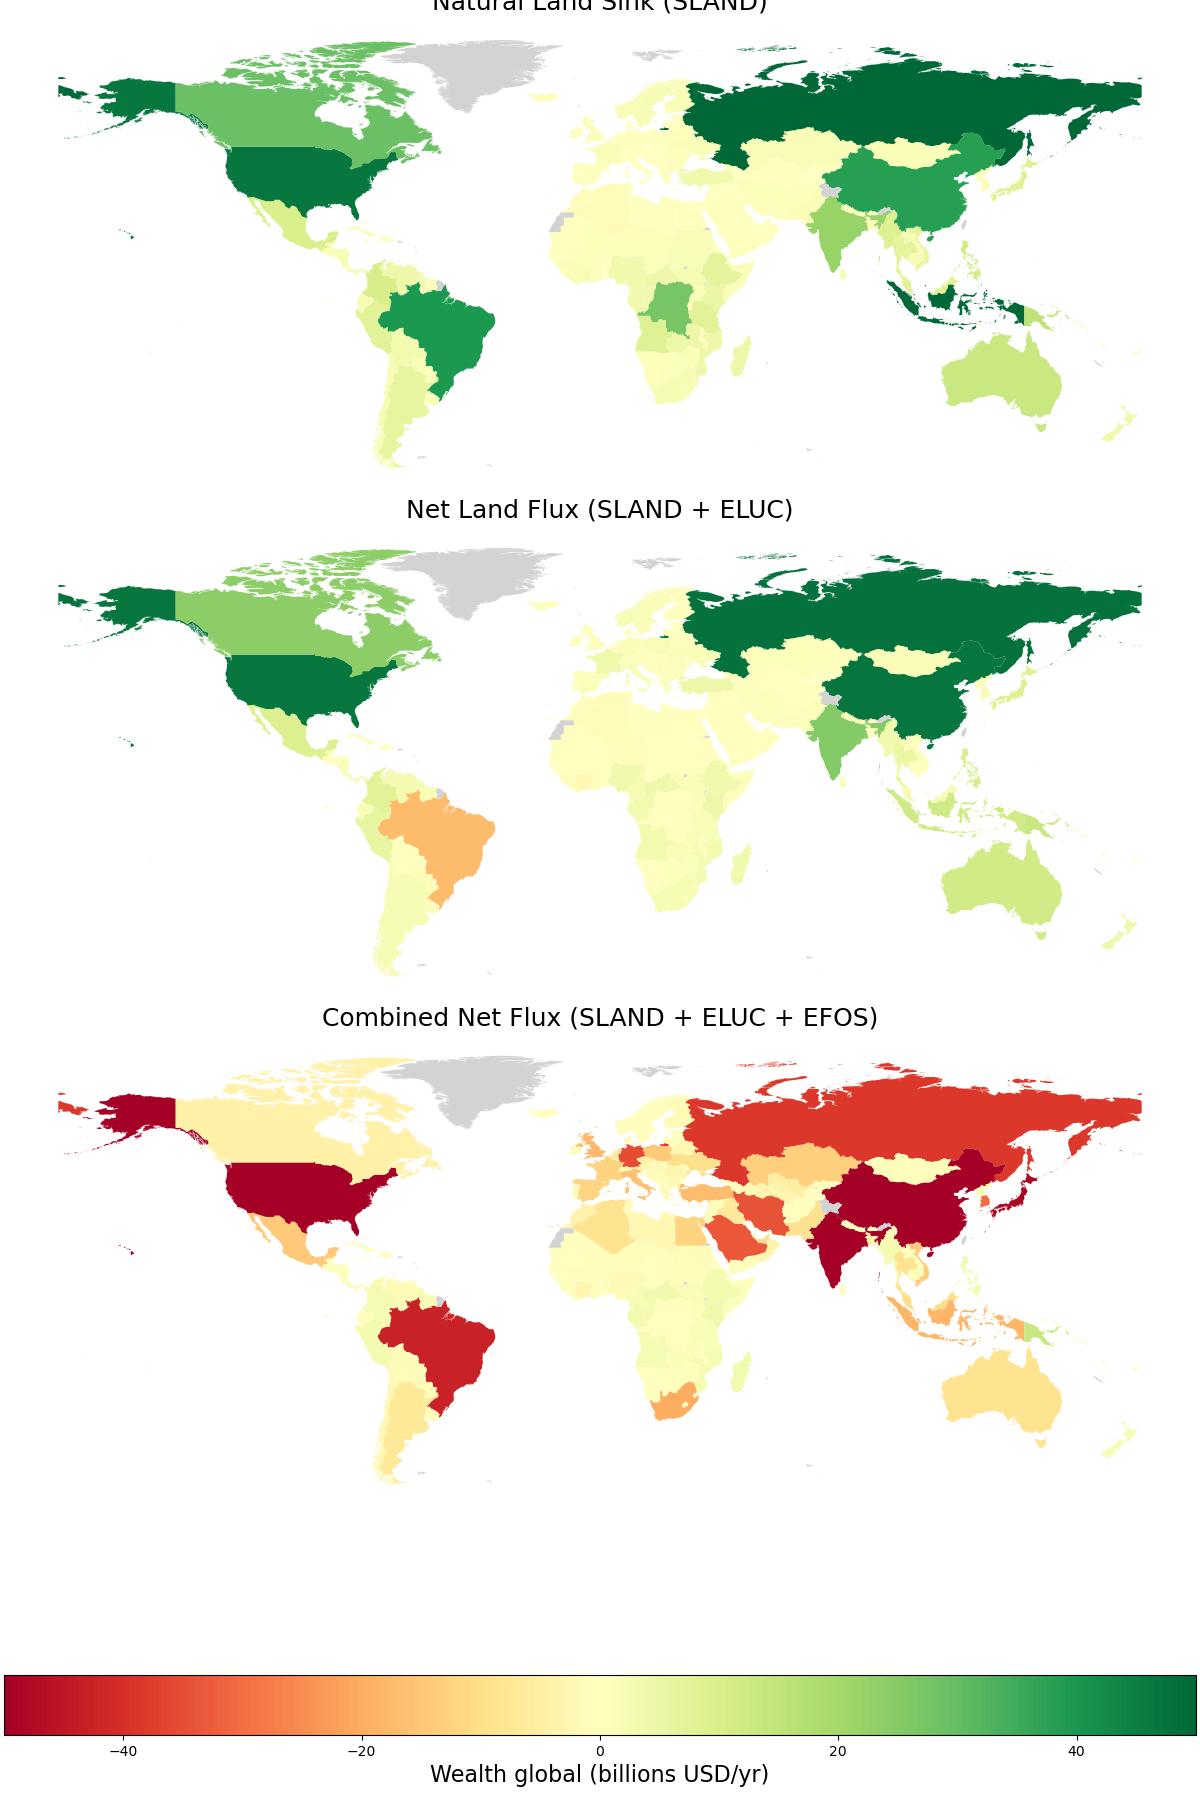 Natural Land Sink (SLAND)
Net Land Flux (SLAND + ELUC)
Combined Net Flux (SLAND + ELUC + EFOS)
−40 −20 0 20 40
Wealth global (billions USD/yr)